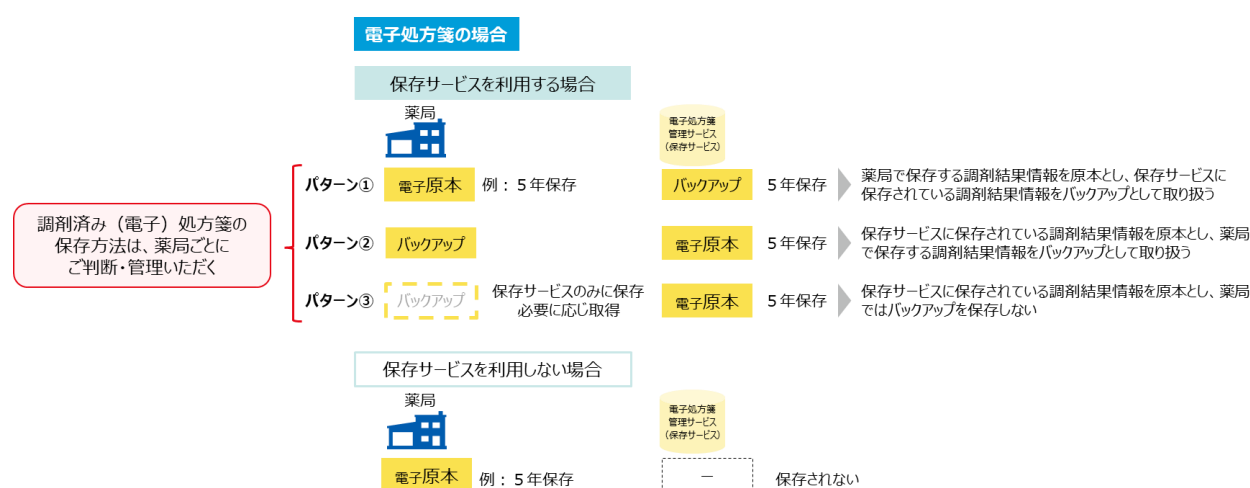 電子処方箋の場合
保存サービスを利用する場合
薬局
電子処方箋
管理サービス
(保存サービス)
調剤済み（電子）処方箋の
保存方法は、薬局ごとに
ご判断・管理いただく
パターン① 電子原本 例：５年保存 バックアップ ５年保存
薬局で保存する調剤結果情報を原本とし、保存サービスに
保存されている調剤結果情報をバックアップとして取り扱う
パターン② バックアップ 電子原本 ５年保存
保存サービスに保存されている調剤結果情報を原本とし、薬局
で保存する調剤結果情報をバックアップとして取り扱う
パターン③ バックアップ
保存サービスのみに保存
必要に応じ取得
電子原本 ５年保存
保存サービスに保存されている調剤結果情報を原本とし、薬局
ではバックアップを保存しない
保存サービスを利用しない場合
薬局
電子処方箋
管理サービス
(保存サービス)
電子原本 例：５年保存 － 保存されない